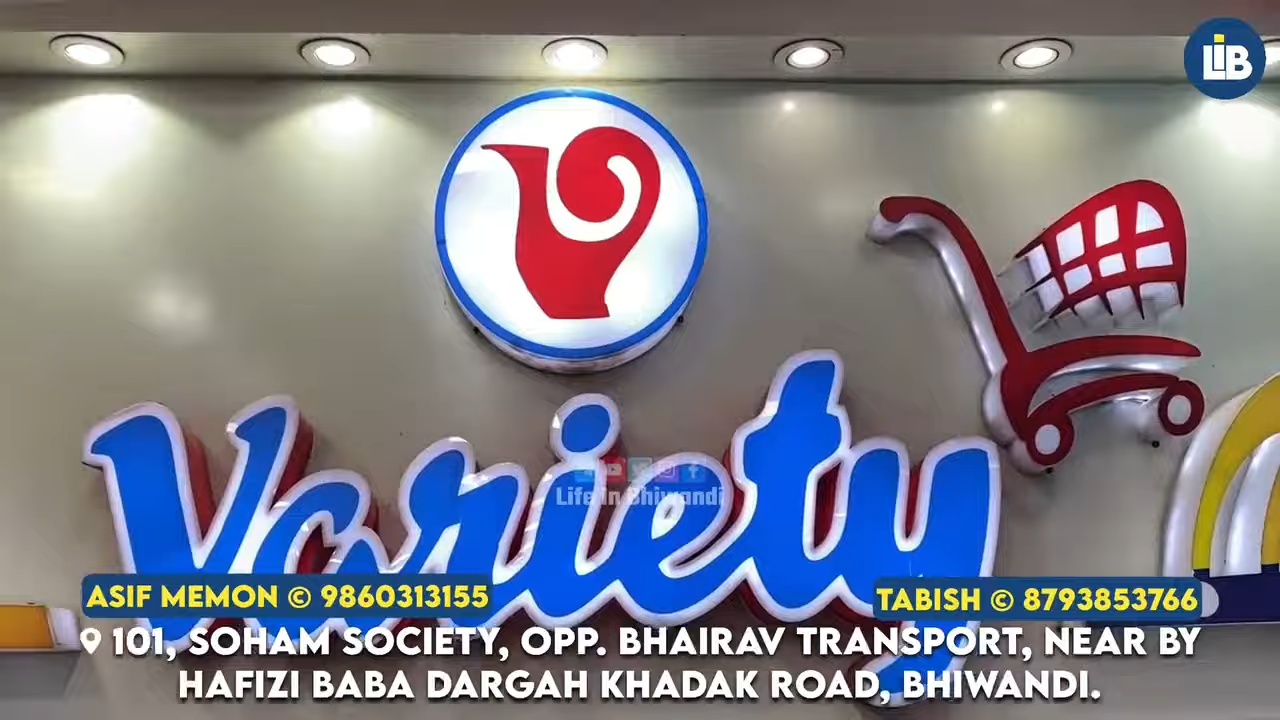 LIB
Variety
Life in Bhiwandi
ASIF MEMON © 9860313155
TABISH © 8793853766
101, SOHAM SOCIETY, OPP. BHAIRAV TRANSPORT, NEAR BY
HAFIZI BABA DARGAH KHADAK ROAD, BHIWANDI.